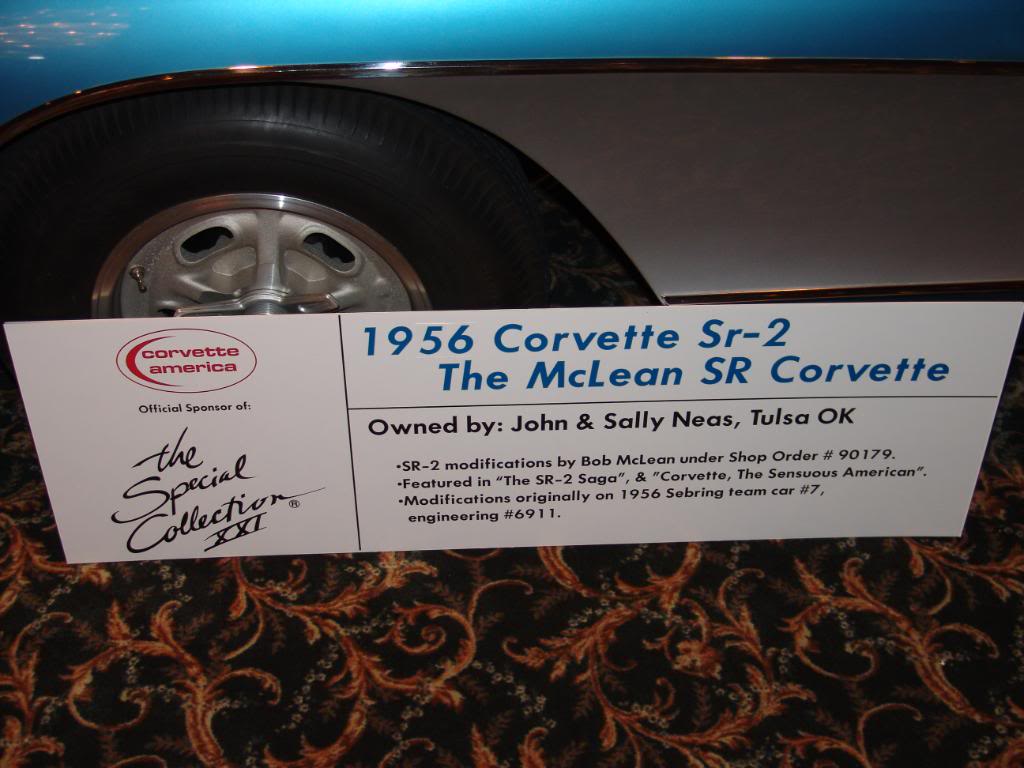 corvette
america
Official Sponsor of:
the
Special
Collection ®
XXI
1956 Corvette Sr-2
The McLean SR Corvette
Owned by: John & Sally Neas, Tulsa OK
•SR-2 modifications by Bob McLean under Shop Order # 90179.
•Featured in "The SR-2 Saga", & "Corvette, The Sensuous American".
•Modifications originally on 1956 Sebring team car #7,
engineering #6911.